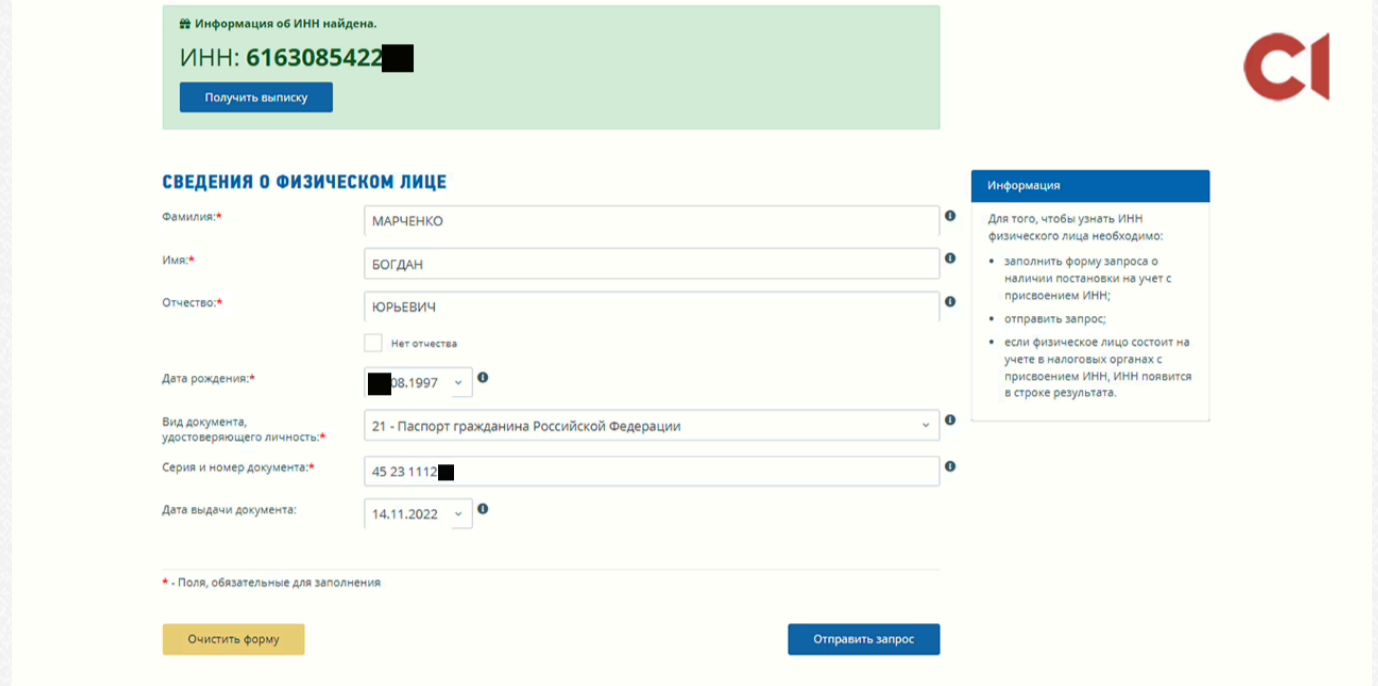 Информация об ИНН найдена.
ИНН: 6163085422
Получить выписку
СВЕДЕНИЯ О ФИЗИЧЕСКОМ ЛИЦЕ
Фамилия:*
МАРЧЕНКО
Имя:*
БОГДАН
Отчество:*
ЮРЬЕВИЧ
Нет отчества
Дата рождения:*
08.1997
Вид документа,
удостоверяющего личность:*
21 - Паспорт гражданина Российской Федерации
Серия и номер документа:*
45 23 1112
Дата выдачи документа:
14.11.2022
* - Поля, обязательные для заполнения
Очистить форму
Отправить запрос
Информация
Для того, чтобы узнать ИНН
физического лица необходимо:
• заполнить форму запроса о
наличии постановки на учет с
присвоением ИНН;
• отправить запрос;
• если физическое лицо состоит на
учете в налоговых органах с
присвоением ИНН, ИНН появится
в строке результата.